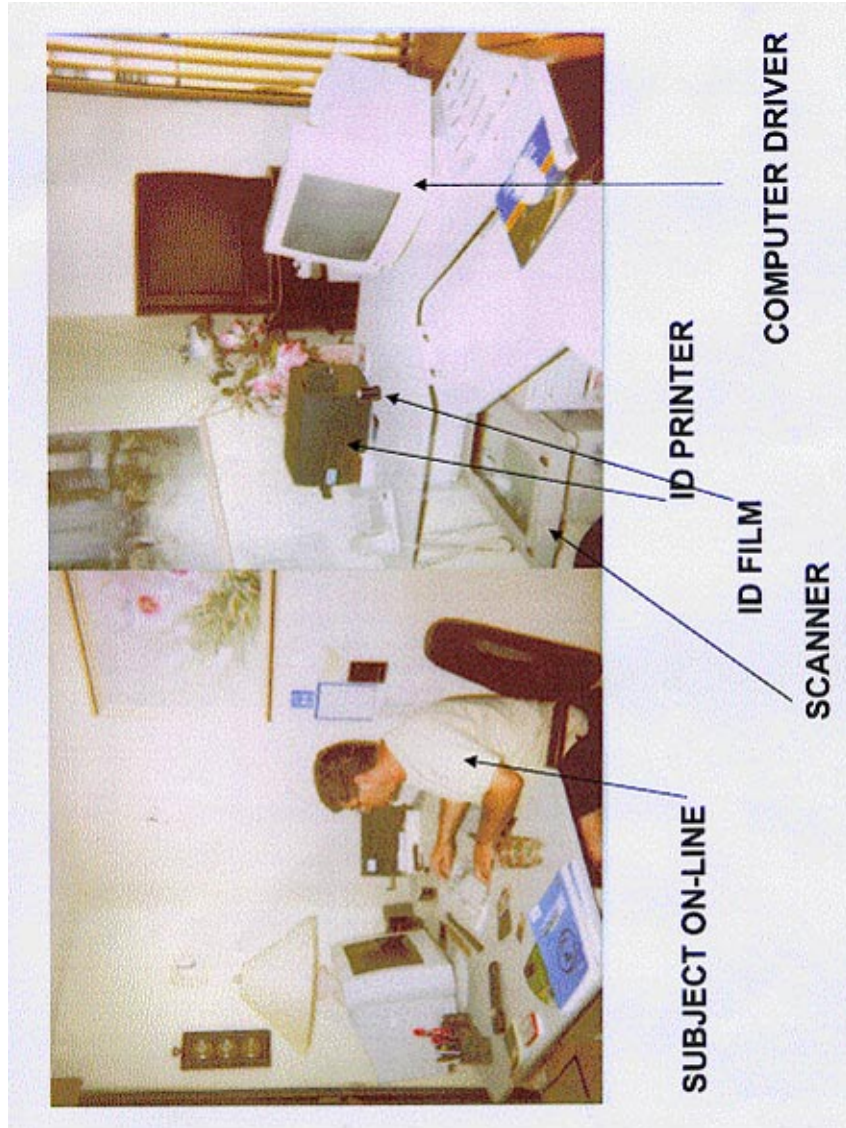 SUBJECT ON-LINE
ID PRINTER
ID FILM
COMPUTER DRIVER
SCANNER